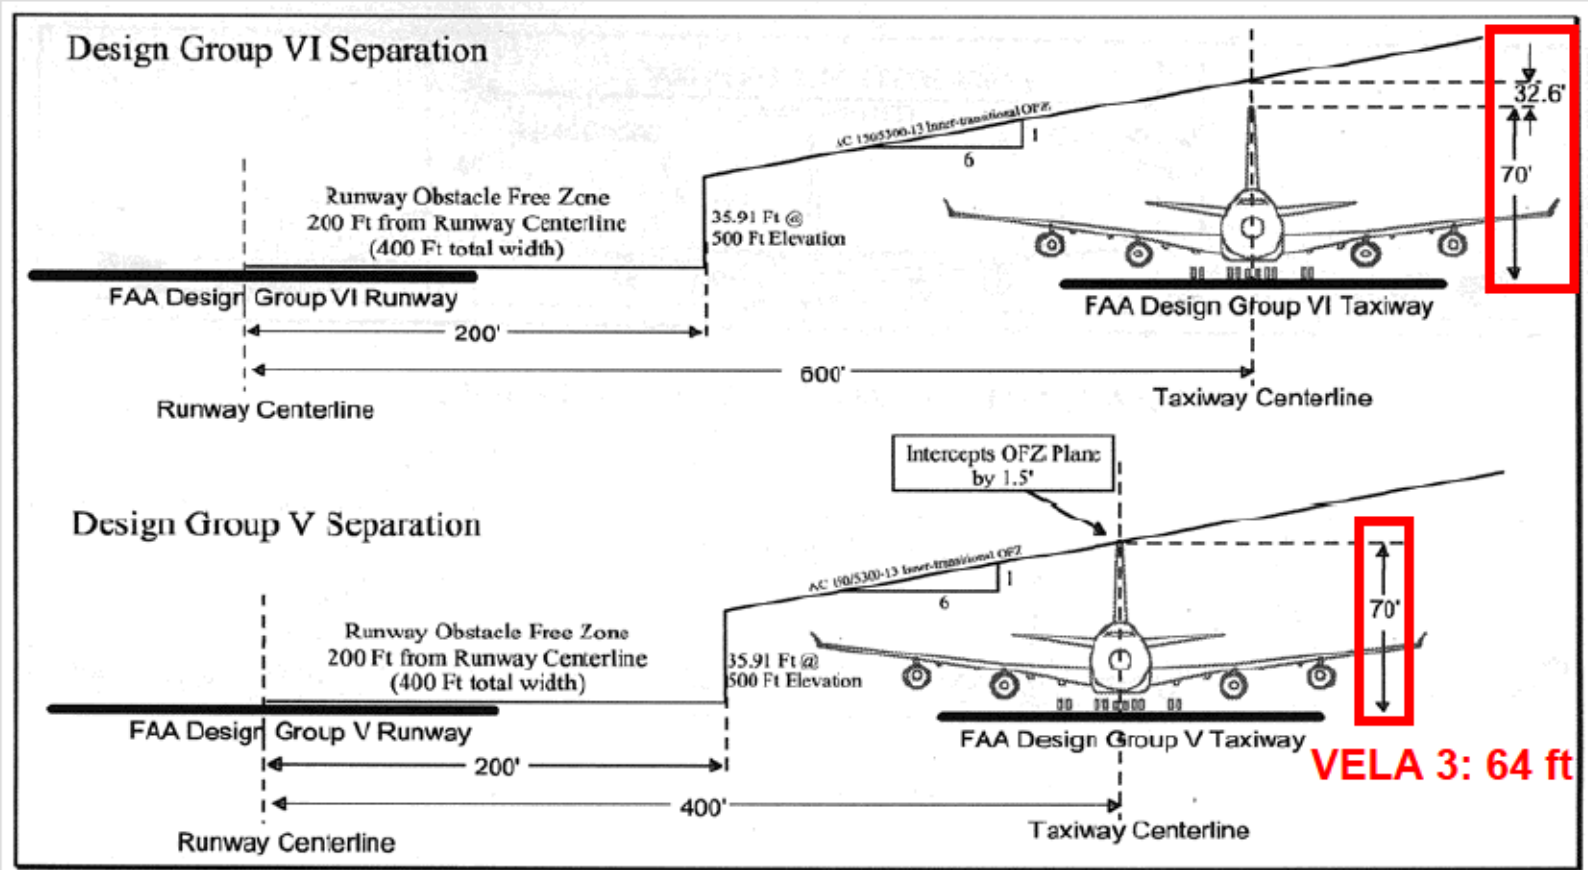 Design Group VI Separation
32.6'
AC 150/5300-13 Inner-transitional OFZ
1
6
70'
Runway Obstacle Free Zone
200 Ft from Runway Centerline
(400 Ft total width)
35.91 Ft @
500 Ft Elevation
FAA Design Group VI Runway
FAA Design Group VI Taxiway
200'
600'
Runway Centerline
Taxiway Centerline
Intercepts OFZ Plane
by 1.5'
Design Group V Separation
AC 150/5300-13 Inner-transitional OFZ
1
6
70'
Runway Obstacle Free Zone
200 Ft from Runway Centerline
(400 Ft total width)
35.91 Ft @
500 Ft Elevation
FAA Design Group V Runway
FAA Design Group V Taxiway
VELA 3: 64 ft
200'
400'
Runway Centerline
Taxiway Centerline